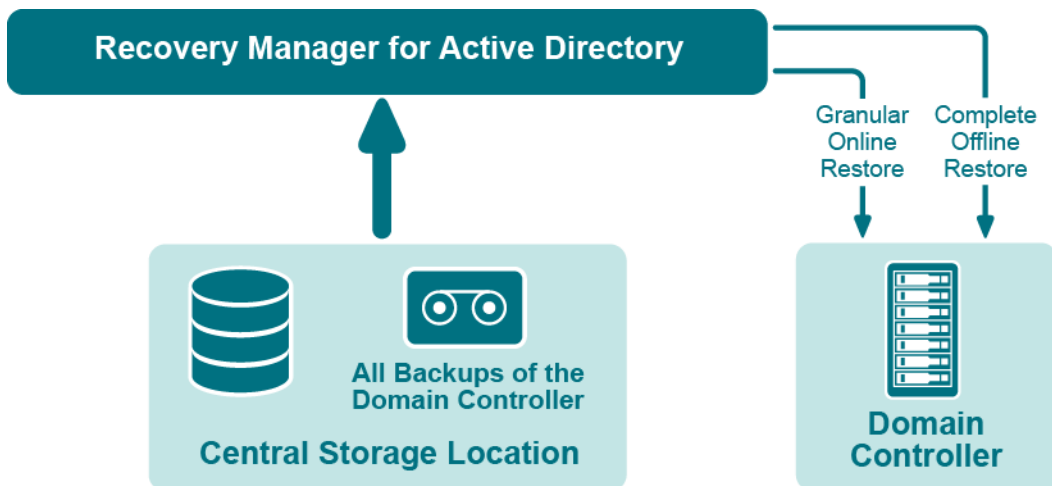 Recovery Manager for Active Directory
Granular
Online
Restore
Complete
Offline
Restore
All Backups of the
Domain Controller
Central Storage Location
Domain
Controller